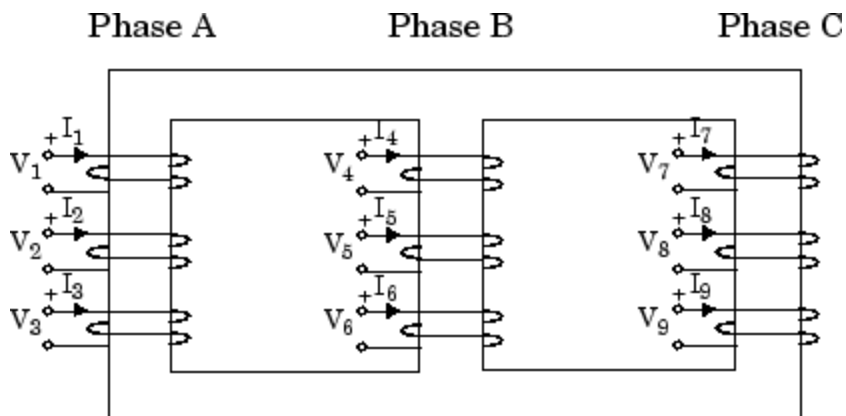 Phase A Phase B Phase C
+ I1 + I4 + I7
V1 V4 V7
+ I2 + I5 + I8
V2 V5 V8
+ I3 + I6 + I9
V3 V6 V9